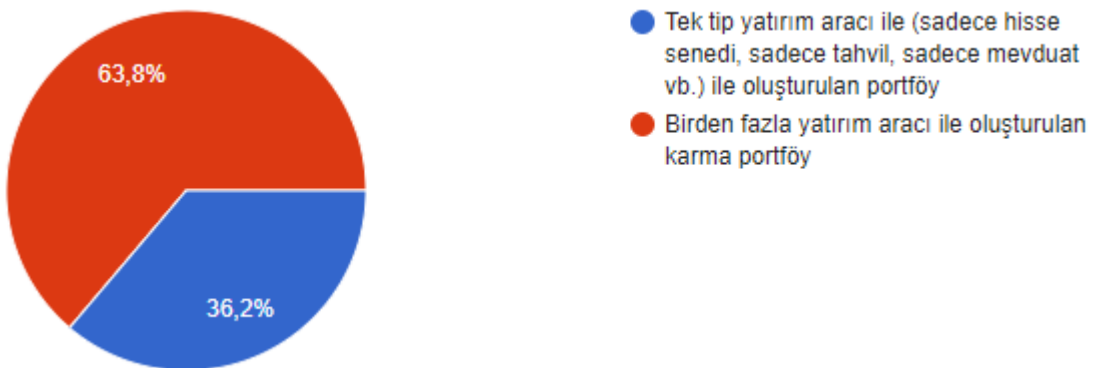 63,8%
36,2%
Tek tip yatırım aracı ile (sadece hisse
senedi, sadece tahvil, sadece mevduat
vb.) ile oluşturulan portföy
Birden fazla yatırım aracı ile oluşturulan
karma portföy